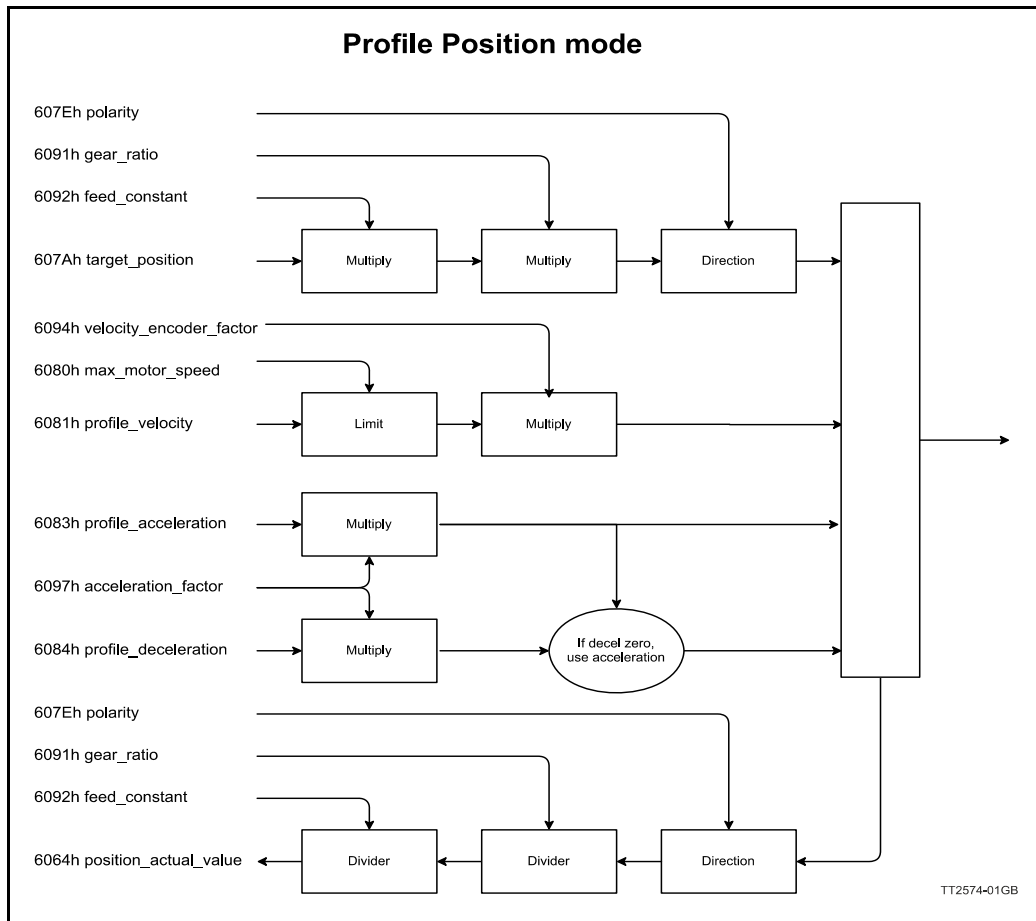 Profile Position mode
607Eh polarity
6091h gear_ratio
6092h feed_constant
607Ah target_position
Multiply
Multiply
Direction
6094h velocity_encoder_factor
6080h max_motor_speed
6081h profile_velocity
Limit
Multiply
6083h profile_acceleration
Multiply
6097h acceleration_factor
6084h profile_deceleration
Multiply
If decel zero,
use acceleration
607Eh polarity
6091h gear_ratio
6092h feed_constant
6064h position_actual_value
Divider
Divider
Direction
TT2574-01GB